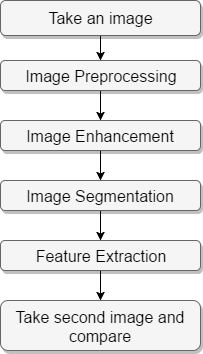 Take an image
Image Preprocessing
Image Enhancement
Image Segmentation
Feature Extraction
Take second image and
compare